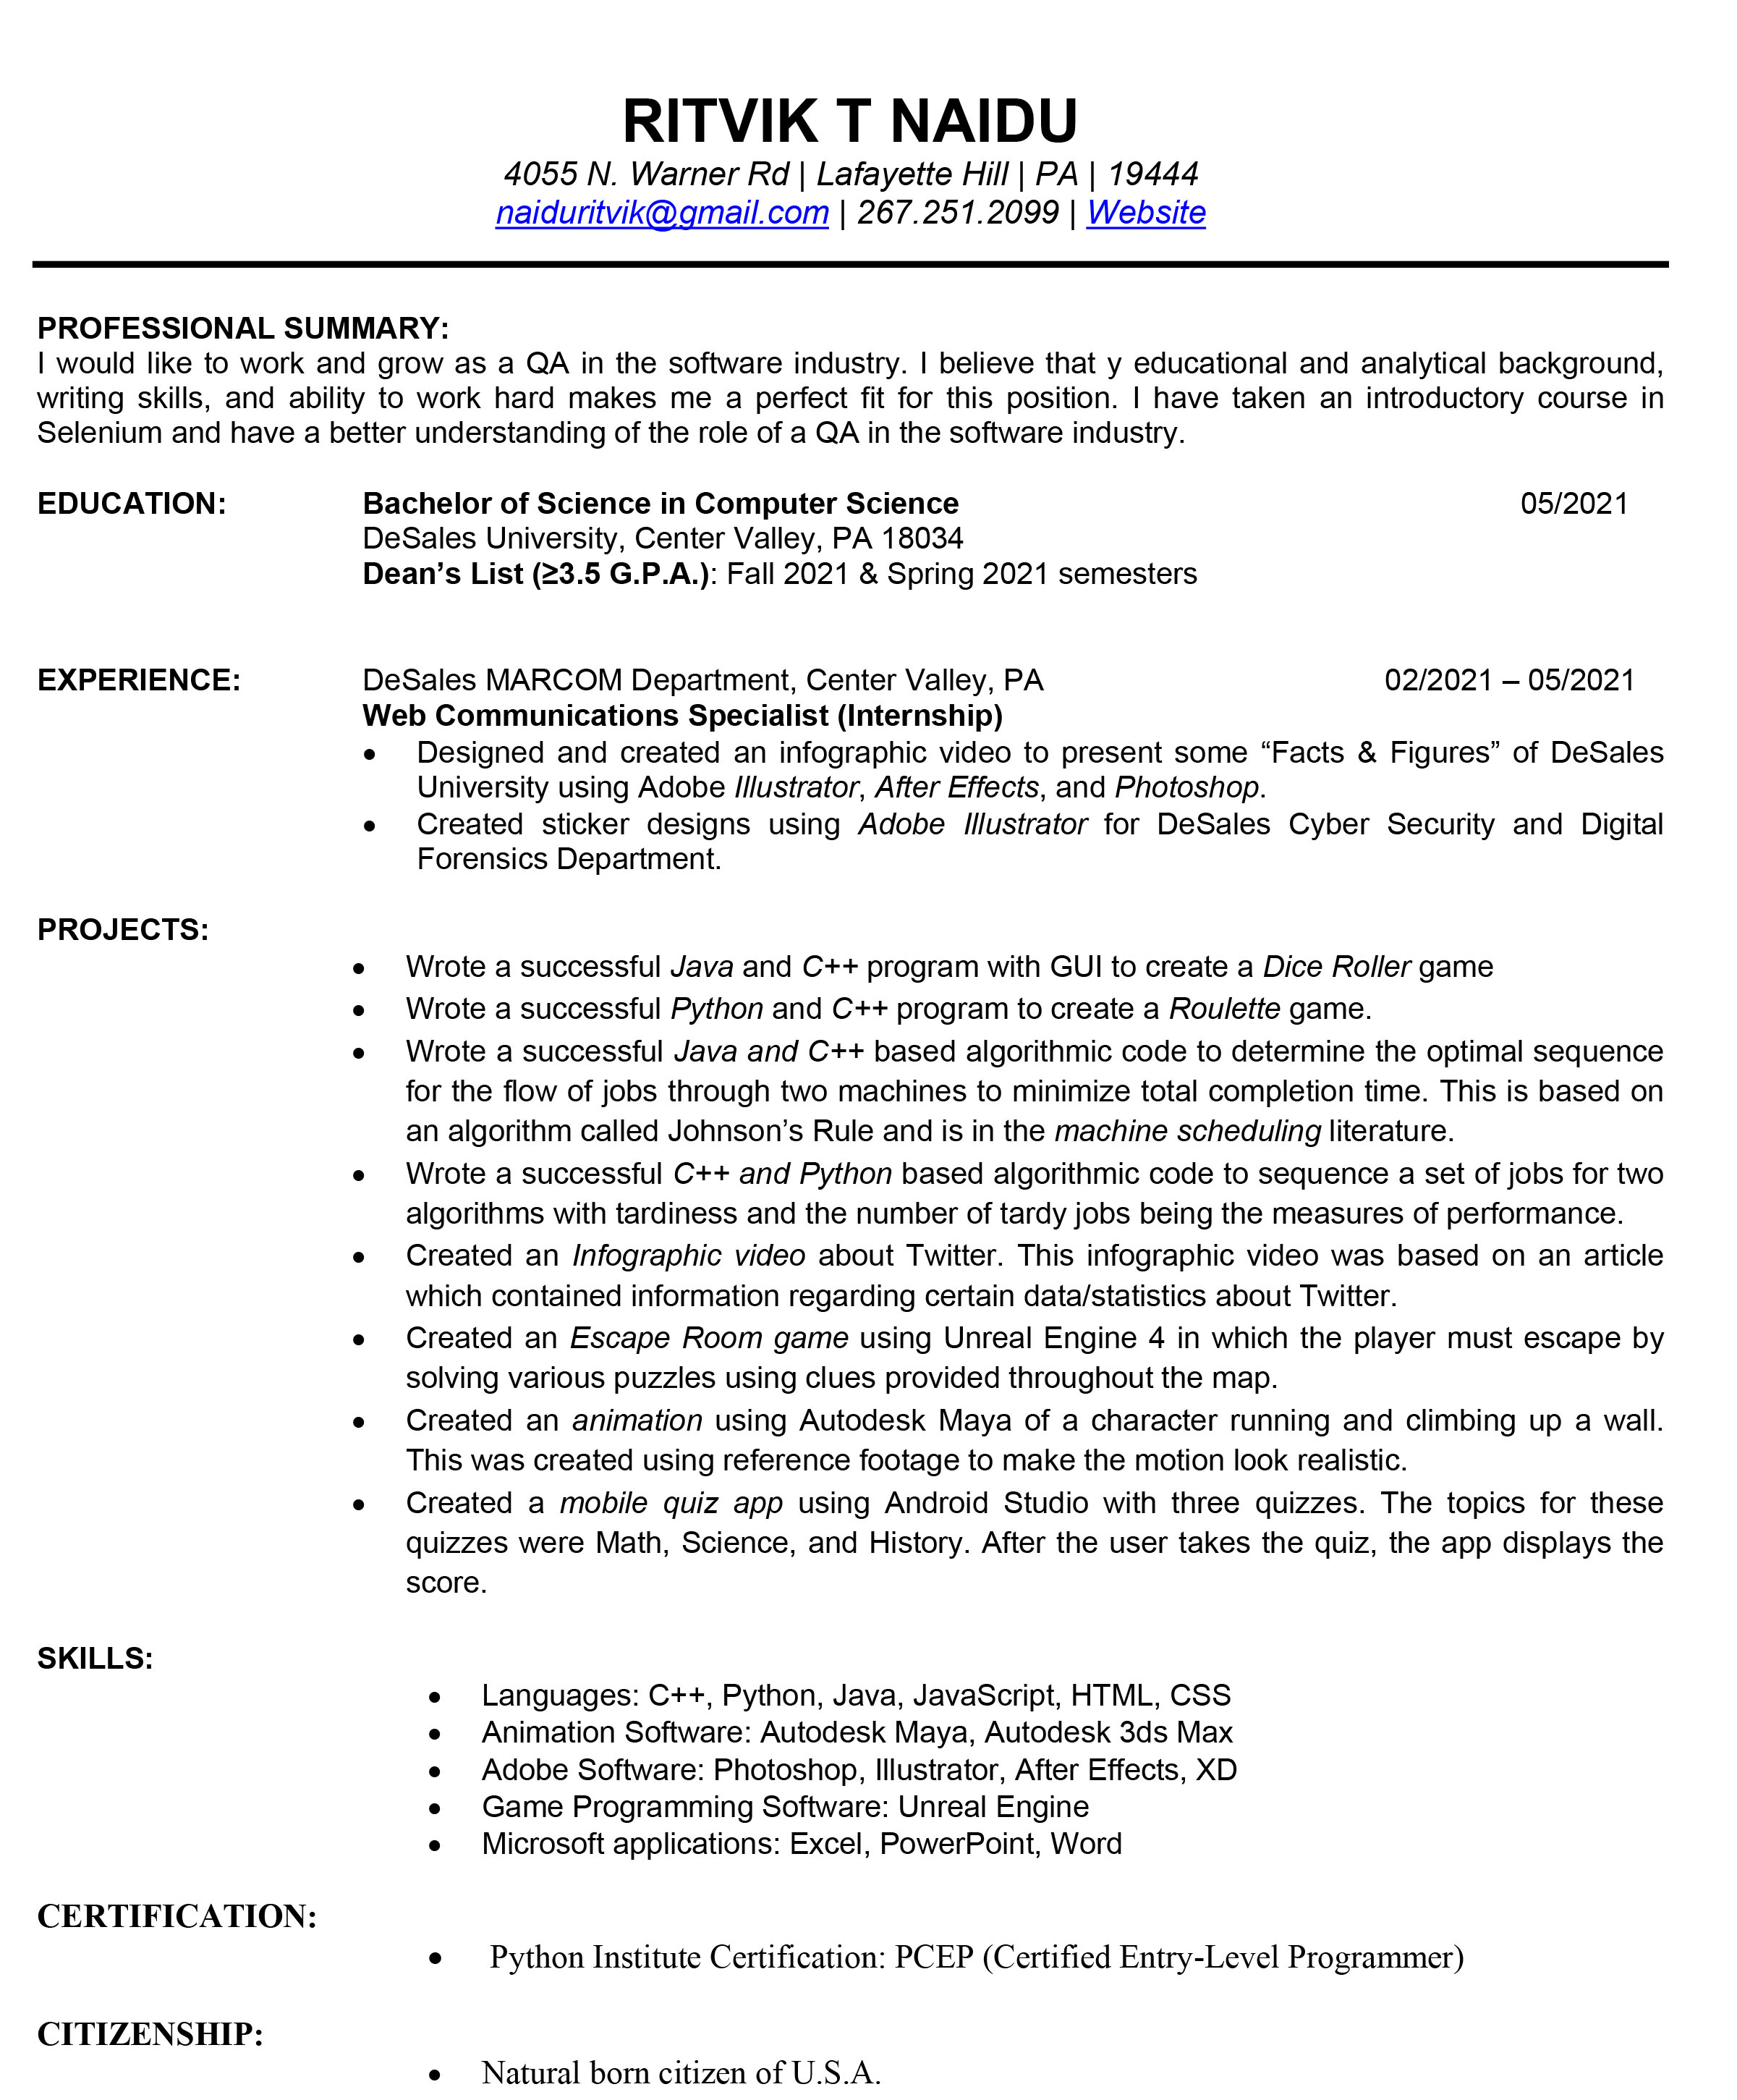 RITVIK T NAIDU
4055 N. Warner Rd | Lafayette Hill | PA | 19444
naiduritvik@gmail.com | 267.251.2099 | Website
PROFESSIONAL SUMMARY:
I would like to work and grow as a QA in the software industry. I believe that y educational and analytical background,
writing skills, and ability to work hard makes me a perfect fit for this position. I have taken an introductory course in
Selenium and have a better understanding of the role of a QA in the software industry.
EDUCATION: Bachelor of Science in Computer Science 05/2021
DeSales University, Center Valley, PA 18034
Dean’s List (≥3.5 G.P.A.): Fall 2021 & Spring 2021 semesters
EXPERIENCE: DeSales MARCOM Department, Center Valley, PA 02/2021 – 05/2021
Web Communications Specialist (Internship)
• Designed and created an infographic video to present some “Facts & Figures” of DeSales
University using Adobe Illustrator, After Effects, and Photoshop.
• Created sticker designs using Adobe Illustrator for DeSales Cyber Security and Digital
Forensics Department.
PROJECTS:
• Wrote a successful Java and C++ program with GUI to create a Dice Roller game
• Wrote a successful Python and C++ program to create a Roulette game.
• Wrote a successful Java and C++ based algorithmic code to determine the optimal sequence
for the flow of jobs through two machines to minimize total completion time. This is based on
an algorithm called Johnson’s Rule and is in the machine scheduling literature.
• Wrote a successful C++ and Python based algorithmic code to sequence a set of jobs for two
algorithms with tardiness and the number of tardy jobs being the measures of performance.
• Created an Infographic video about Twitter. This infographic video was based on an article
which contained information regarding certain data/statistics about Twitter.
• Created an Escape Room game using Unreal Engine 4 in which the player must escape by
solving various puzzles using clues provided throughout the map.
• Created an animation using Autodesk Maya of a character running and climbing up a wall.
This was created using reference footage to make the motion look realistic.
• Created a mobile quiz app using Android Studio with three quizzes. The topics for these
quizzes were Math, Science, and History. After the user takes the quiz, the app displays the
score.
SKILLS:
• Languages: C++, Python, Java, JavaScript, HTML, CSS
• Animation Software: Autodesk Maya, Autodesk 3ds Max
• Adobe Software: Photoshop, Illustrator, After Effects, XD
• Game Programming Software: Unreal Engine
• Microsoft applications: Excel, PowerPoint, Word
CERTIFICATION:
• Python Institute Certification: PCEP (Certified Entry-Level Programmer)
CITIZENSHIP:
• Natural born citizen of U.S.A.